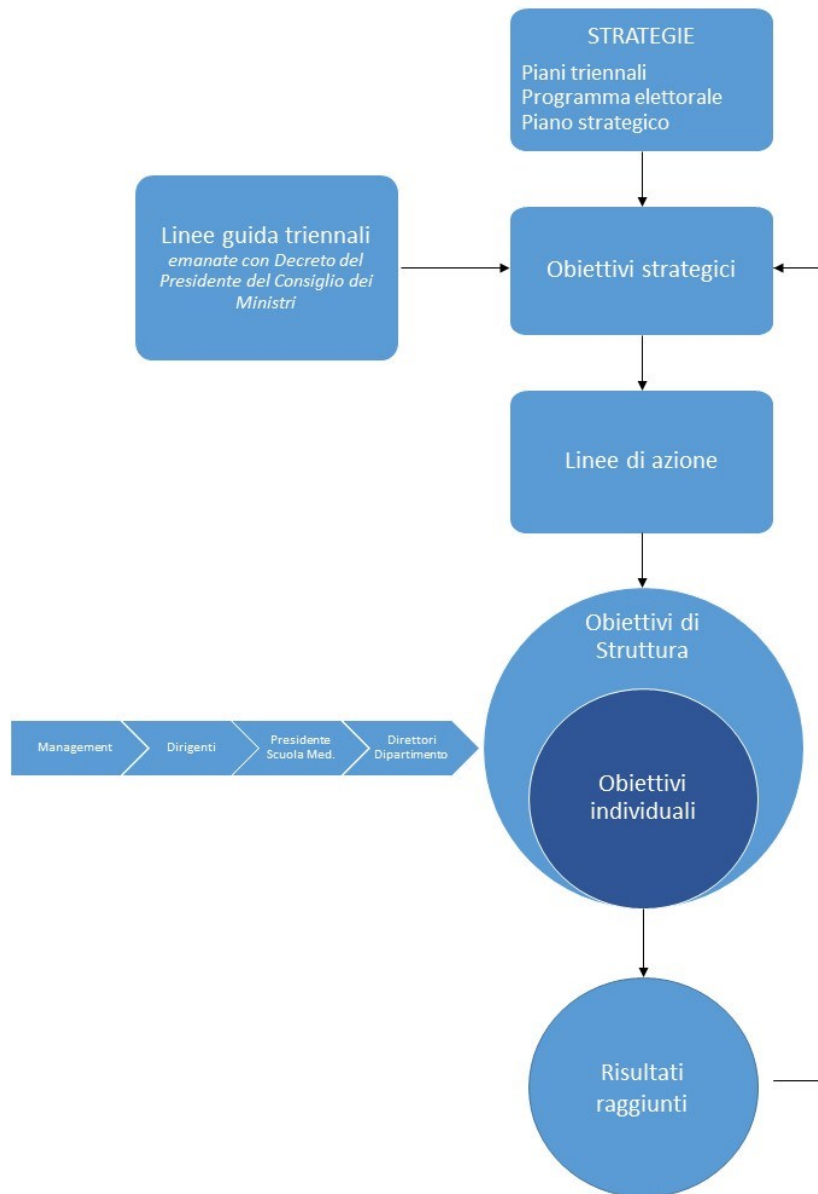 STRATEGIE
Piani triennali
Programma elettorale
Piano strategico
Linee guida triennali
emanate con Decreto del
Presidente del Consiglio dei
Ministri
Obiettivi strategici
Linee di azione
Obiettivi di
Struttura
Management
Dirigenti
Presidente
Scuola Med.
Direttori
Dipartimento
Obiettivi
individuali
Risultati
raggiunti